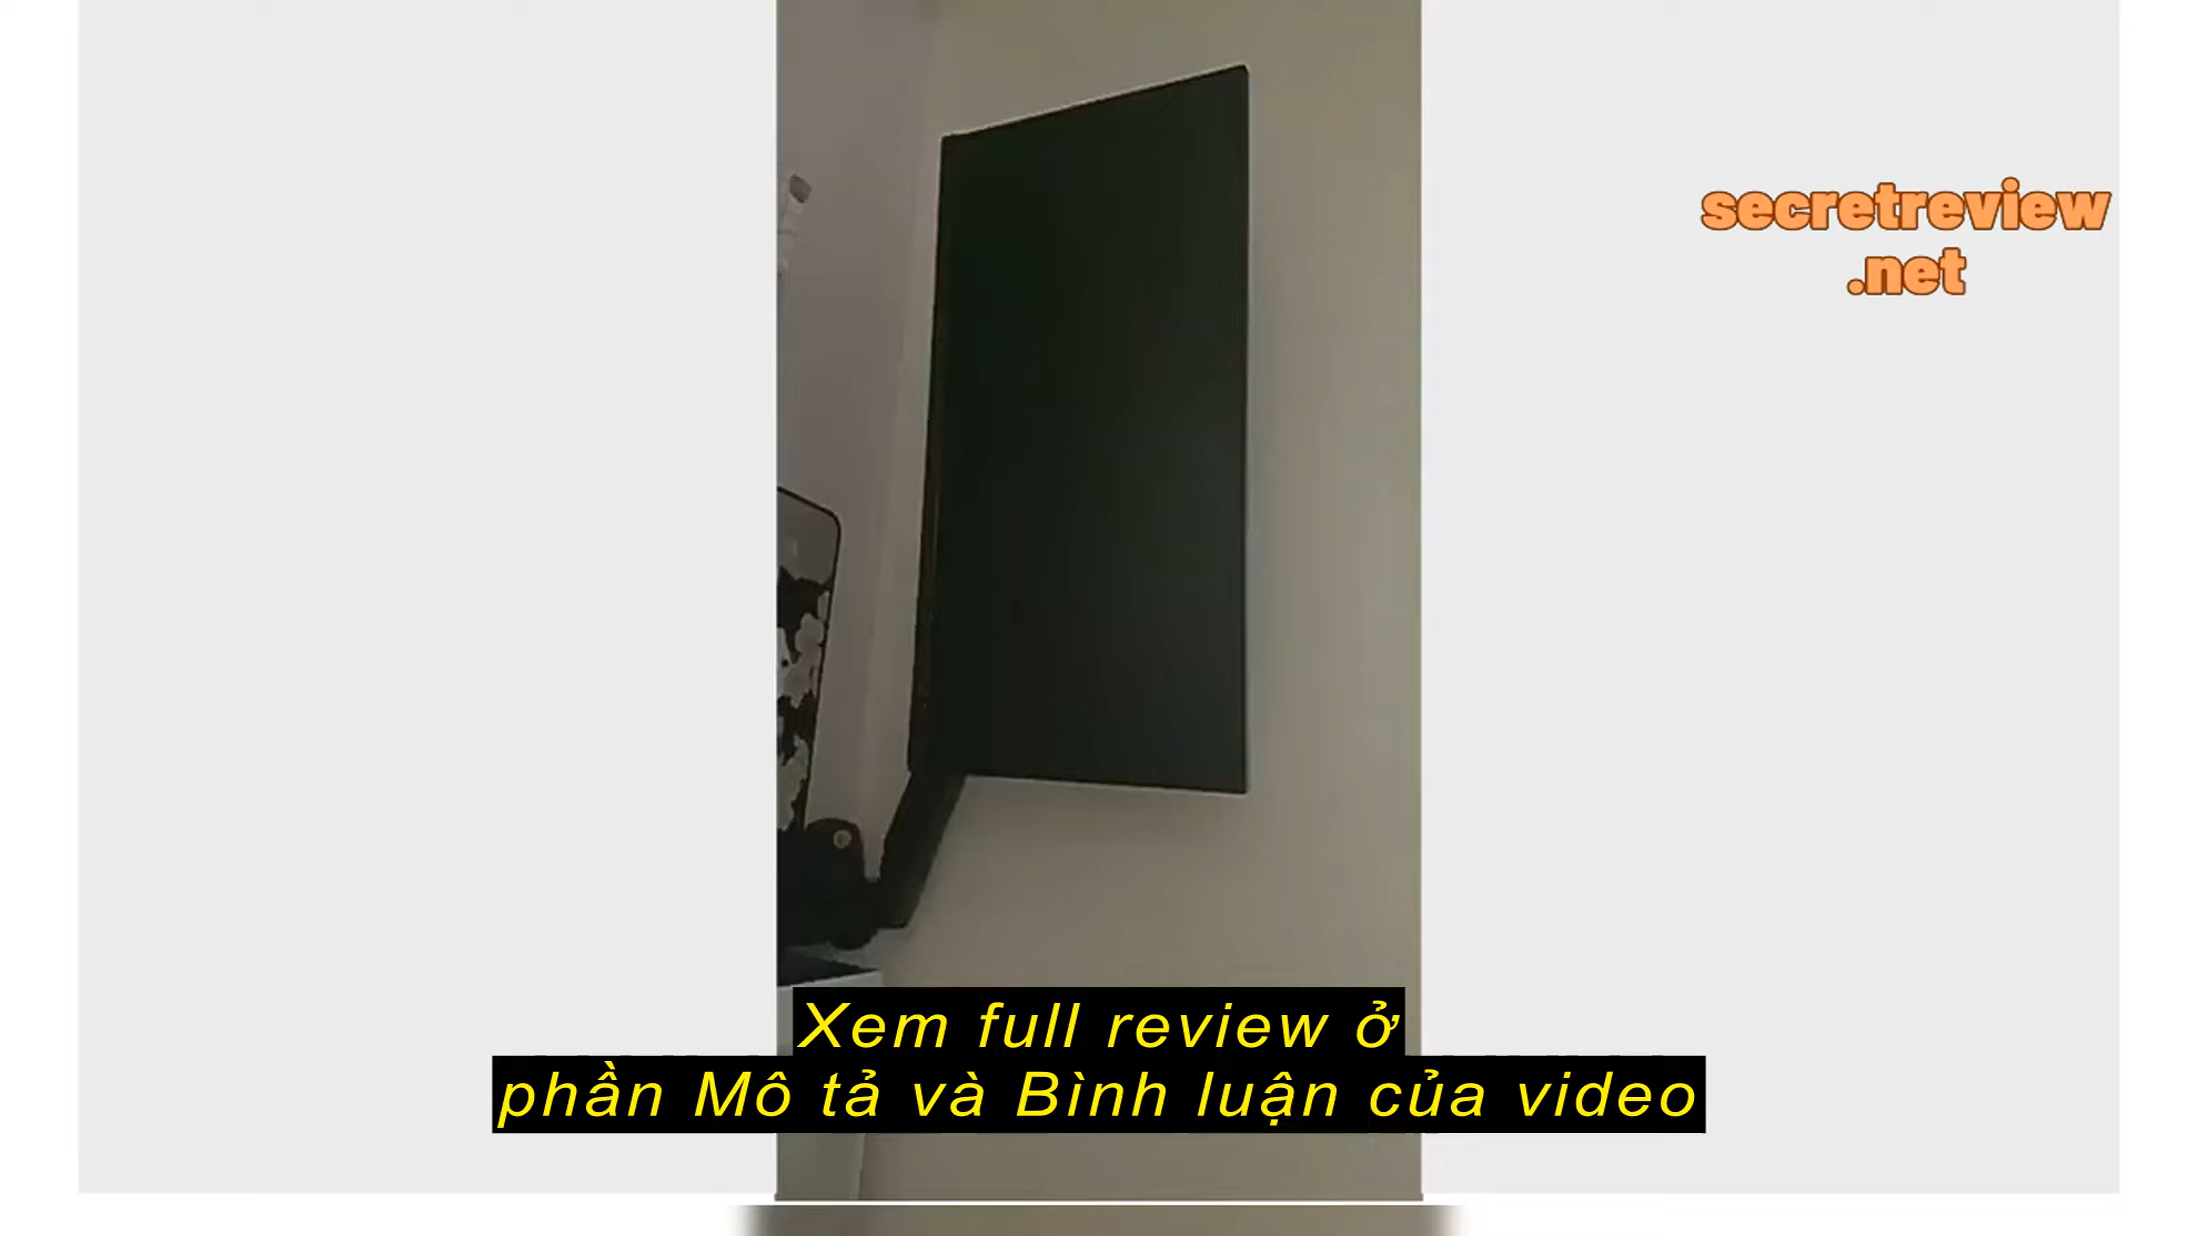 secretreview
.net
Xem full review ở
phần Mô tả và Bình luận của video